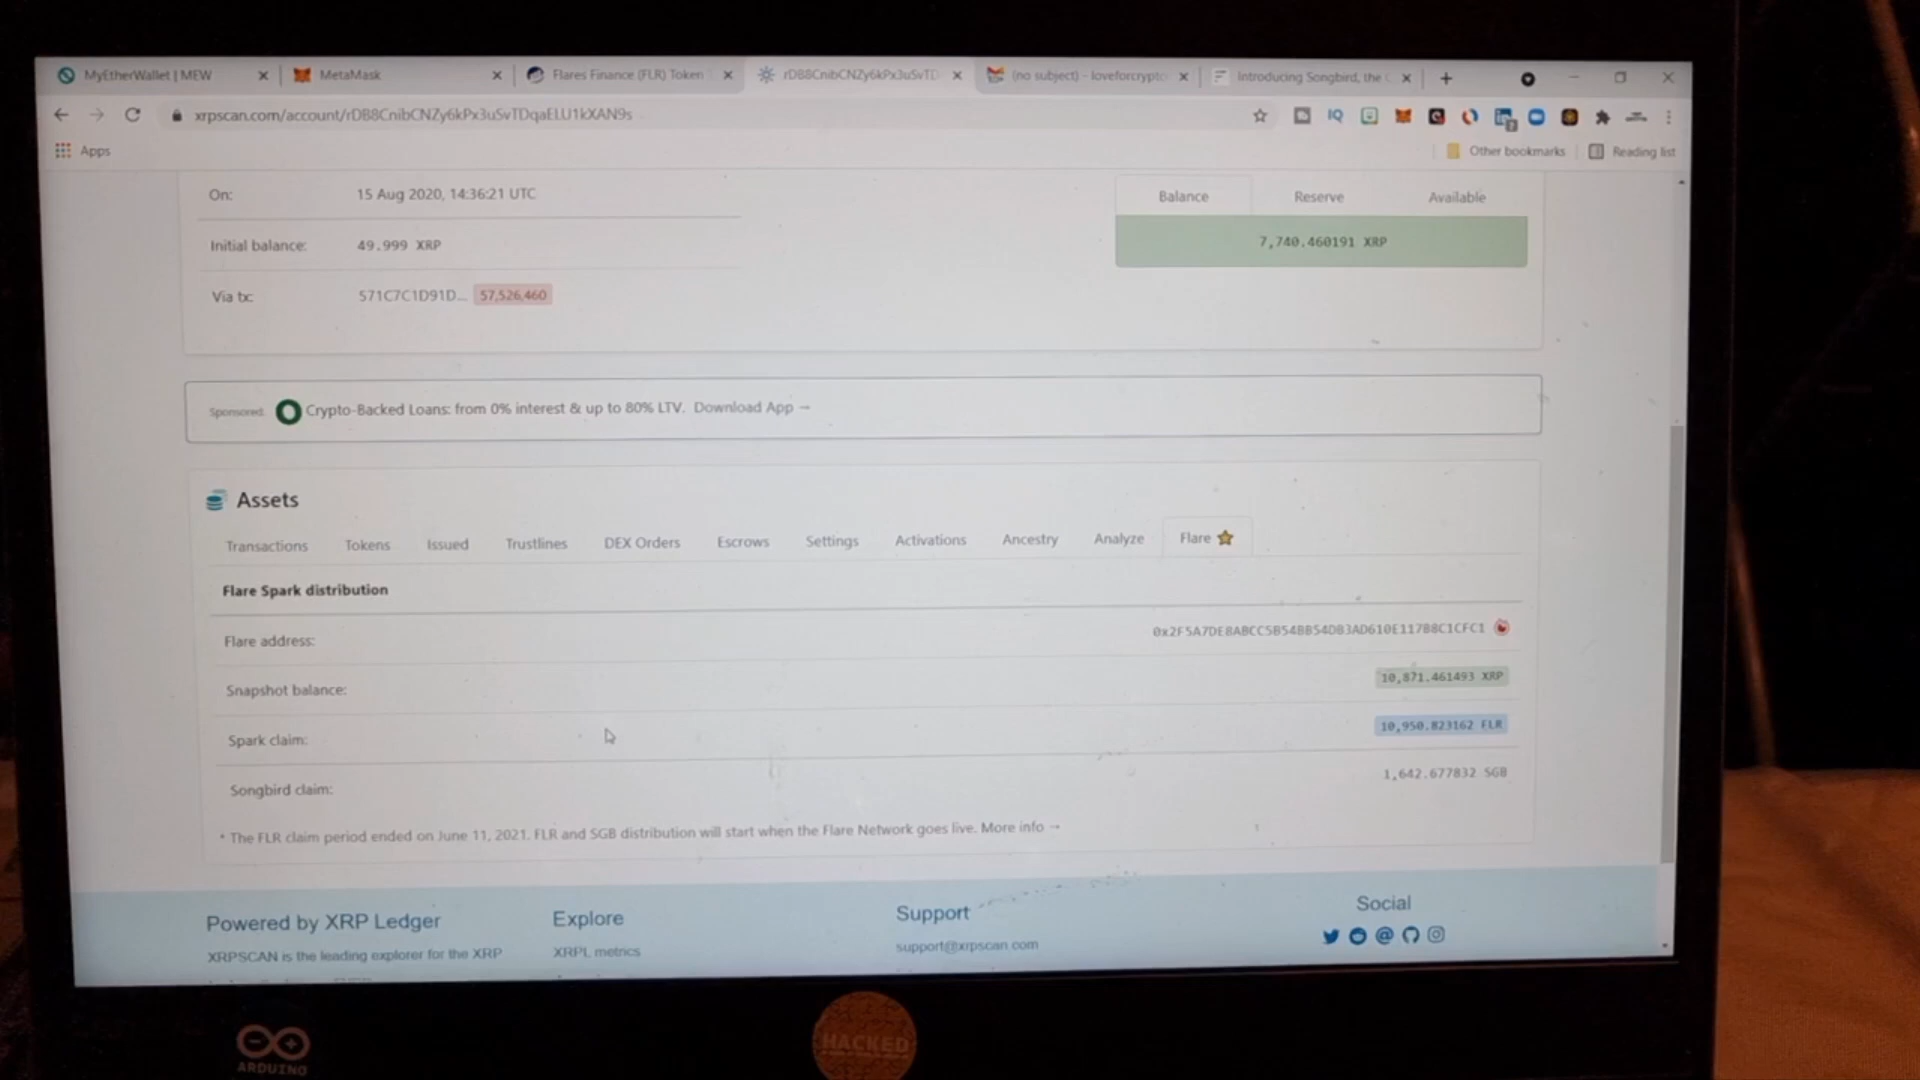 MyEtherWallet | MEW
MetaMask
Flares Finance (FLR) Token
rDB8CnibCNZy6kPx3uSvTD
(no subject) - loveforcrypto
Introducing Songbird, the C
xrpscan.com/account/rDB8CnibCNZy6kPx3uSvTDqaELU1kXAN9s
IQ
Apps
Other bookmarks
Reading list
On: 15 Aug 2020, 14:36:21 UTC
Balance Reserve Available
Initial balance: 49.999 XRP
7,740.460191 XRP
Via tx: 571C7C1D91D... 57,526,460
Sponsored: Crypto-Backed Loans: from 0% interest & up to 80% LTV. Download App →
Assets
Transactions Tokens Issued Trustlines DEX Orders Escrows Settings Activations Ancestry Analyze Flare
Flare Spark distribution
Flare address: 0x2F5A7DE8ABCC5B54BB54DB3AD610E117B8C1CFC1
Snapshot balance: 10,871.461493 XRP
Spark claim: 10,950.823162 FLR
Songbird claim: 1,642.677832 SGB
* The FLR claim period ended on June 11, 2021. FLR and SGB distribution will start when the Flare Network goes live. More info →
Powered by XRP Ledger
Explore
Support
Social
XRPSCAN is the leading explorer for the XRP
XRPL metrics
support@xrpscan.com
ARDUINO
HACKED